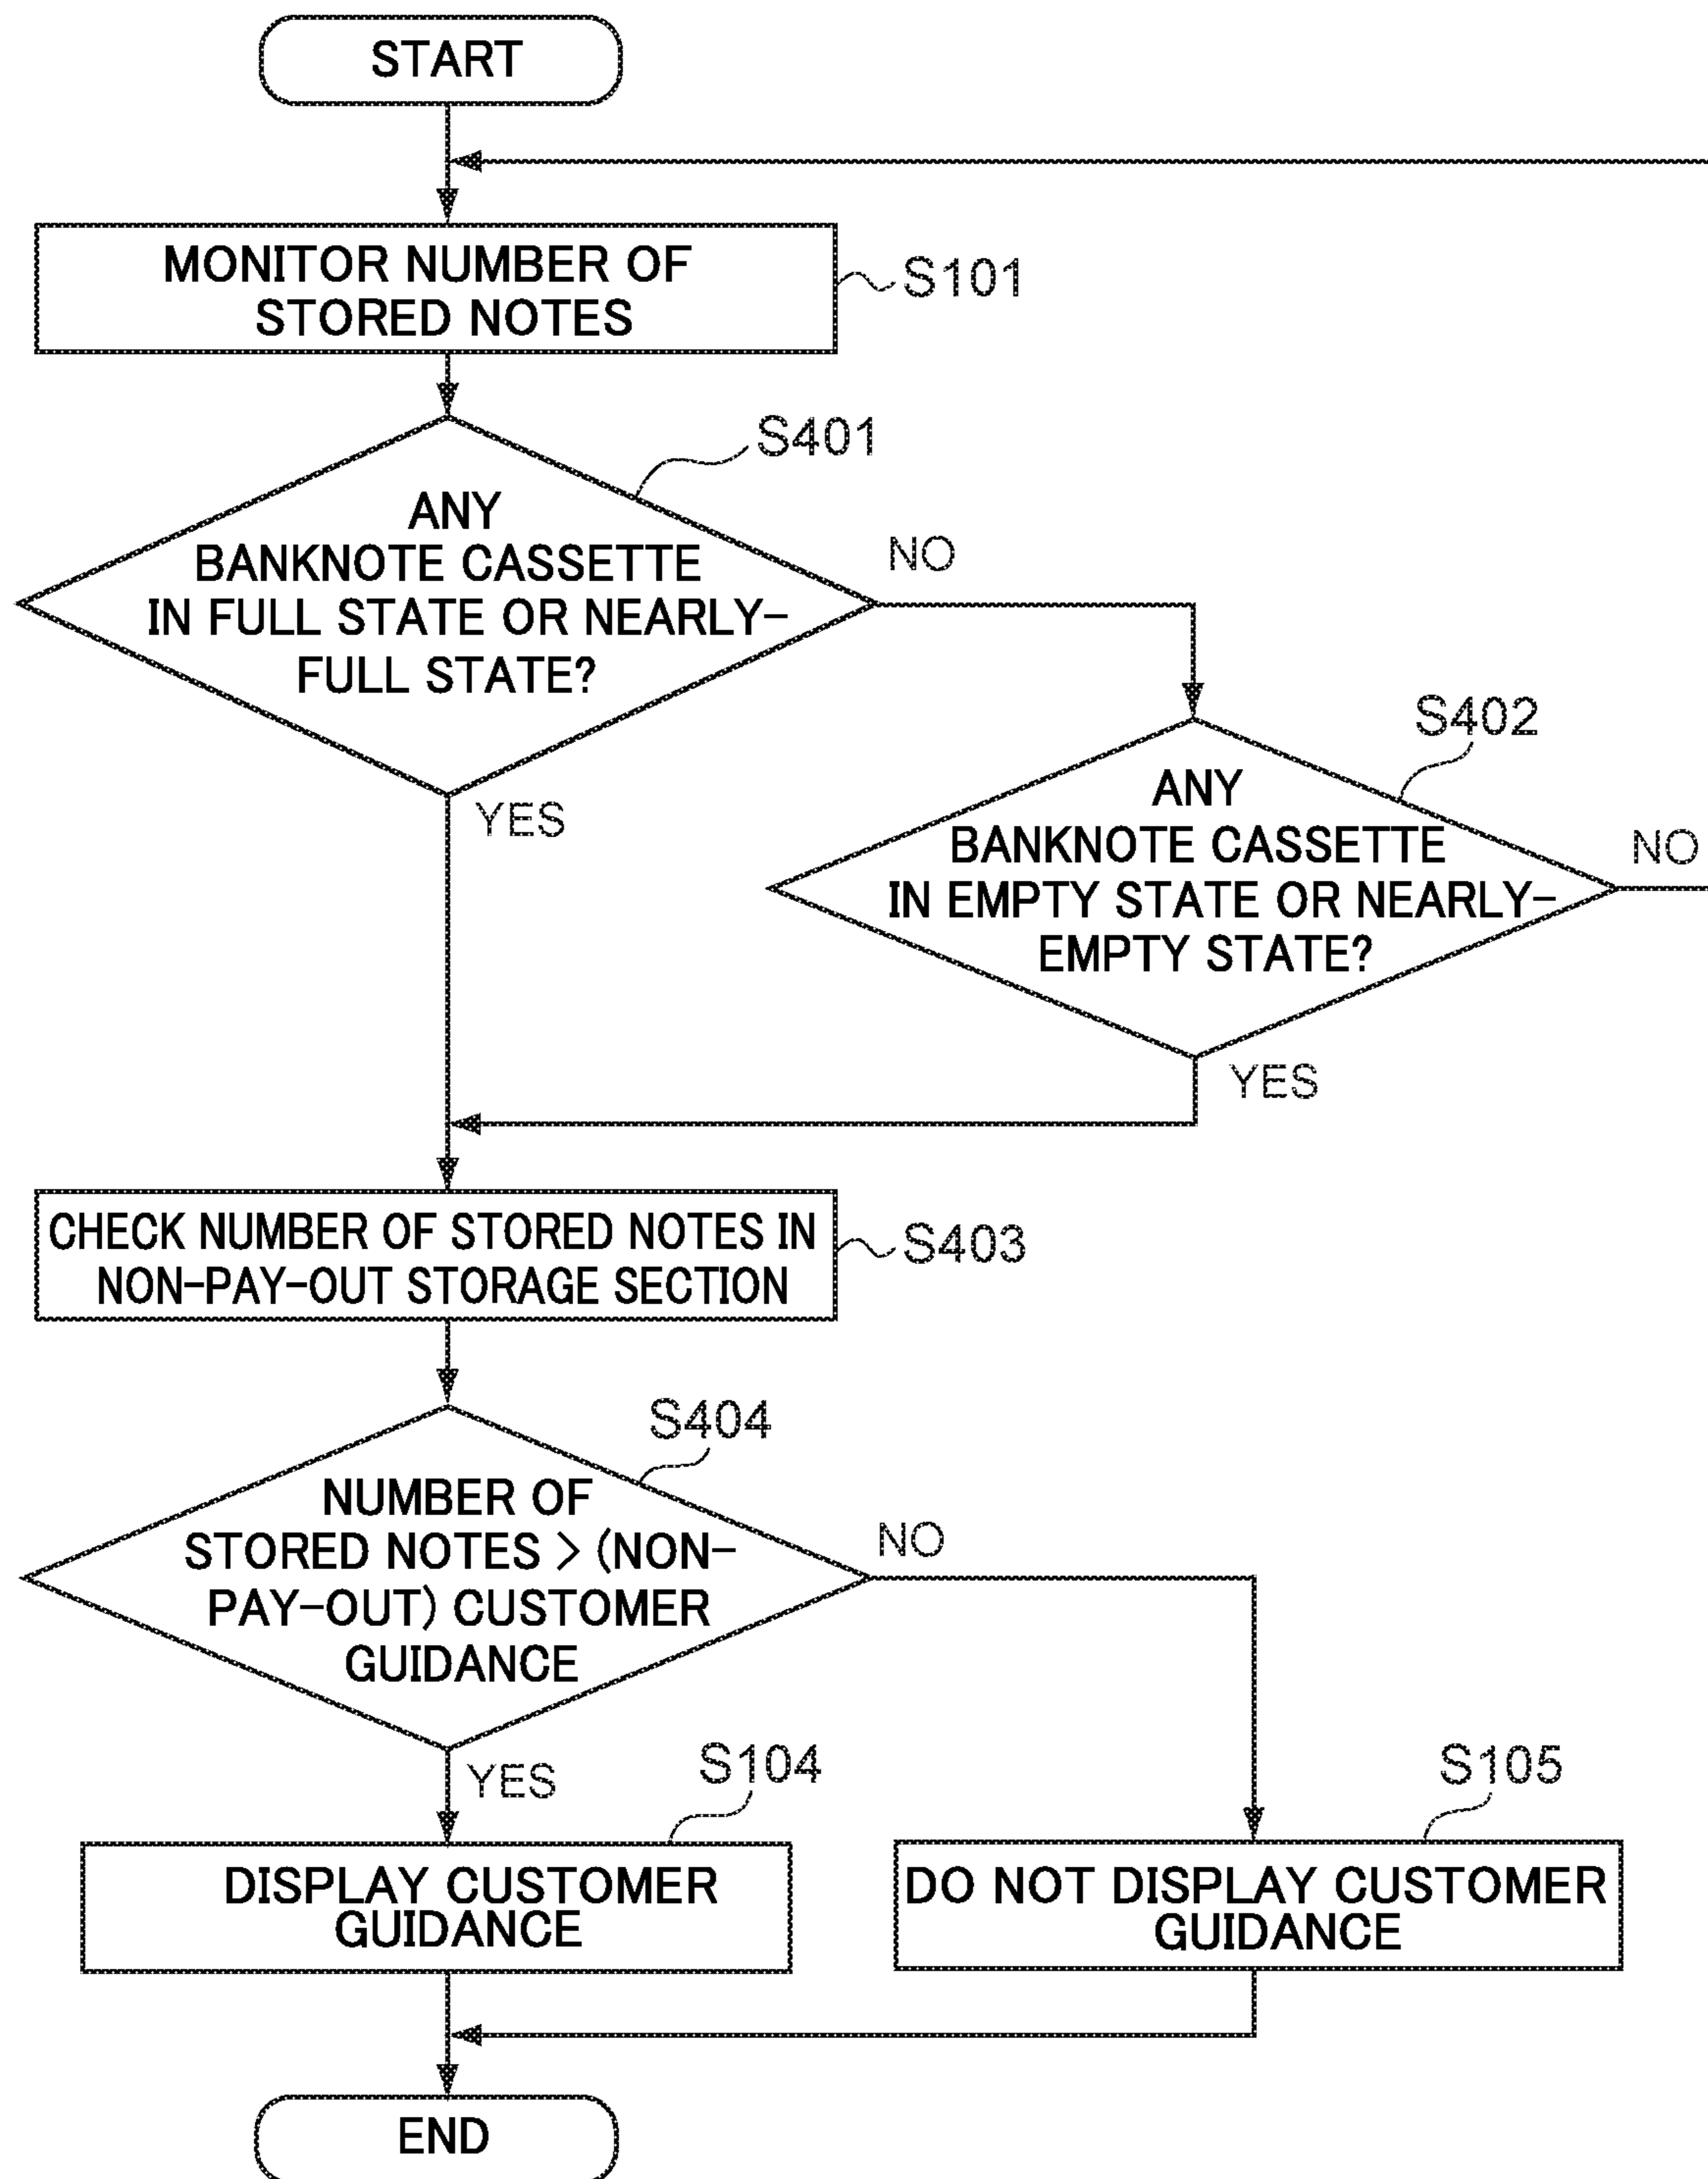 START
MONITOR NUMBER OF
STORED NOTES
S101
S401
ANY
BANKNOTE CASSETTE
IN FULL STATE OR NEARLY-
FULL STATE?
NO
YES
S402
ANY
BANKNOTE CASSETTE
IN EMPTY STATE OR NEARLY-
EMPTY STATE?
NO
YES
CHECK NUMBER OF STORED NOTES IN
NON-PAY-OUT STORAGE SECTION
S403
S404
NUMBER OF
STORED NOTES > (NON-
PAY-OUT) CUSTOMER
GUIDANCE
NO
YES
S104
DISPLAY CUSTOMER
GUIDANCE
S105
DO NOT DISPLAY CUSTOMER
GUIDANCE
END